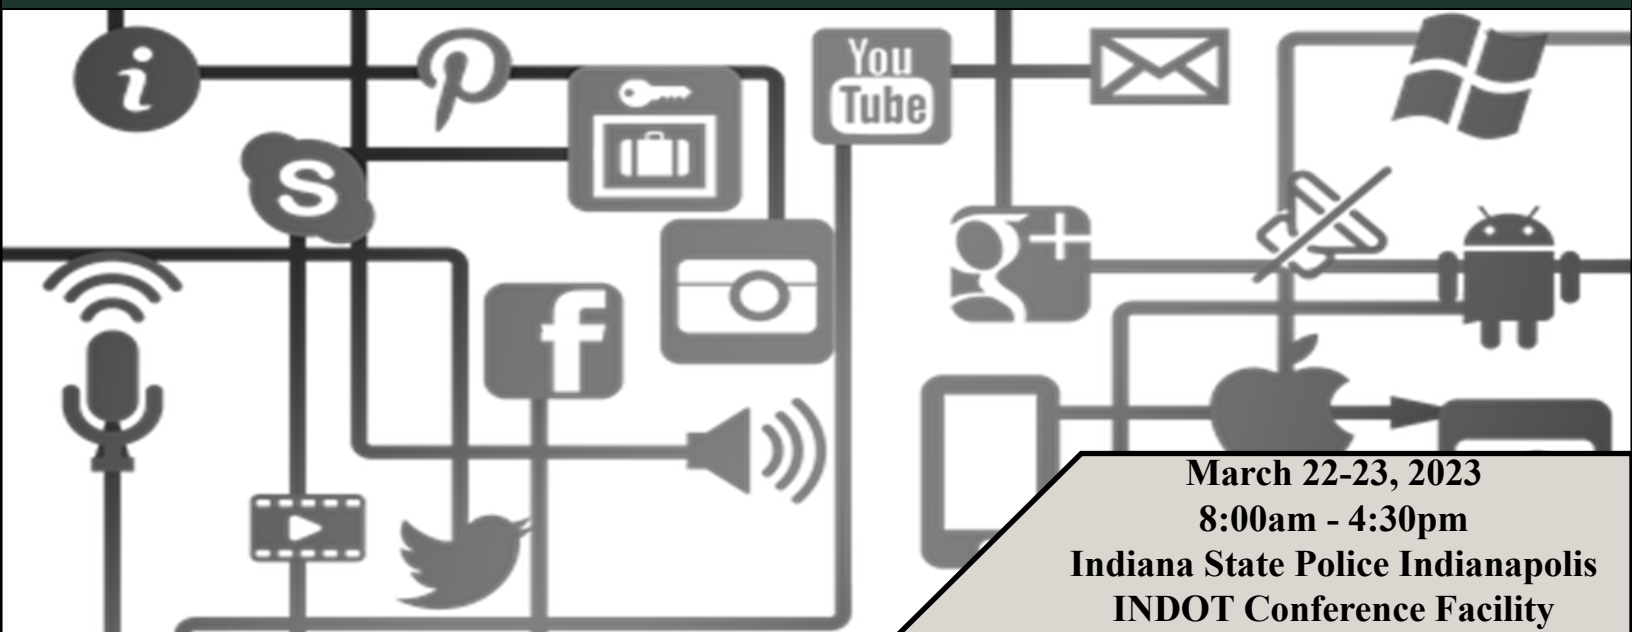 You
Tube
March 22-23, 2023
8:00am - 4:30pm
Indiana State Police Indianapolis
INDOT Conference Facility